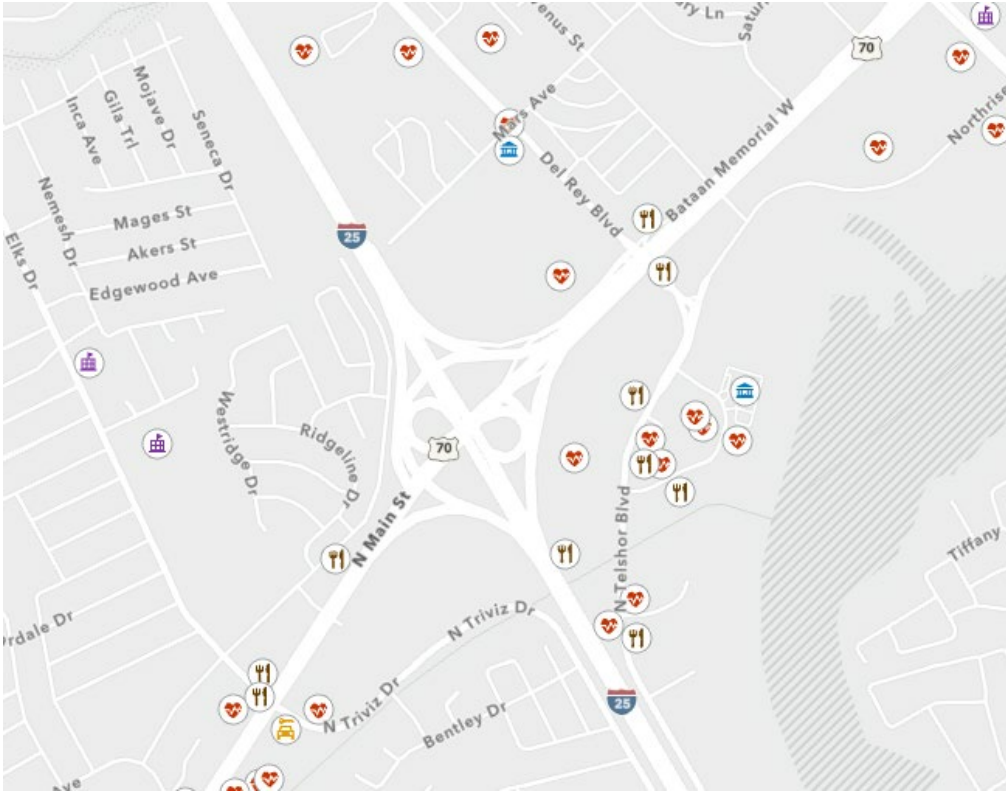 enus St
ry Ln
Satur
70
Mojave Dr
Gila Trl
Inca Ave
Seneca Dr
Mars Ave
Northrise
Bataan Memorial W
Del Rey Blvd
Nemesh Dr
Mages St
Elks Dr
Akers St
25
Edgewood Ave
Westridge Dr
Ridgeline Dr
70
N Main St
N Telshor Blvd
Tiffany
rdale Dr
N Triviz Dr
N Triviz Dr
25
Bentley Dr
Ave